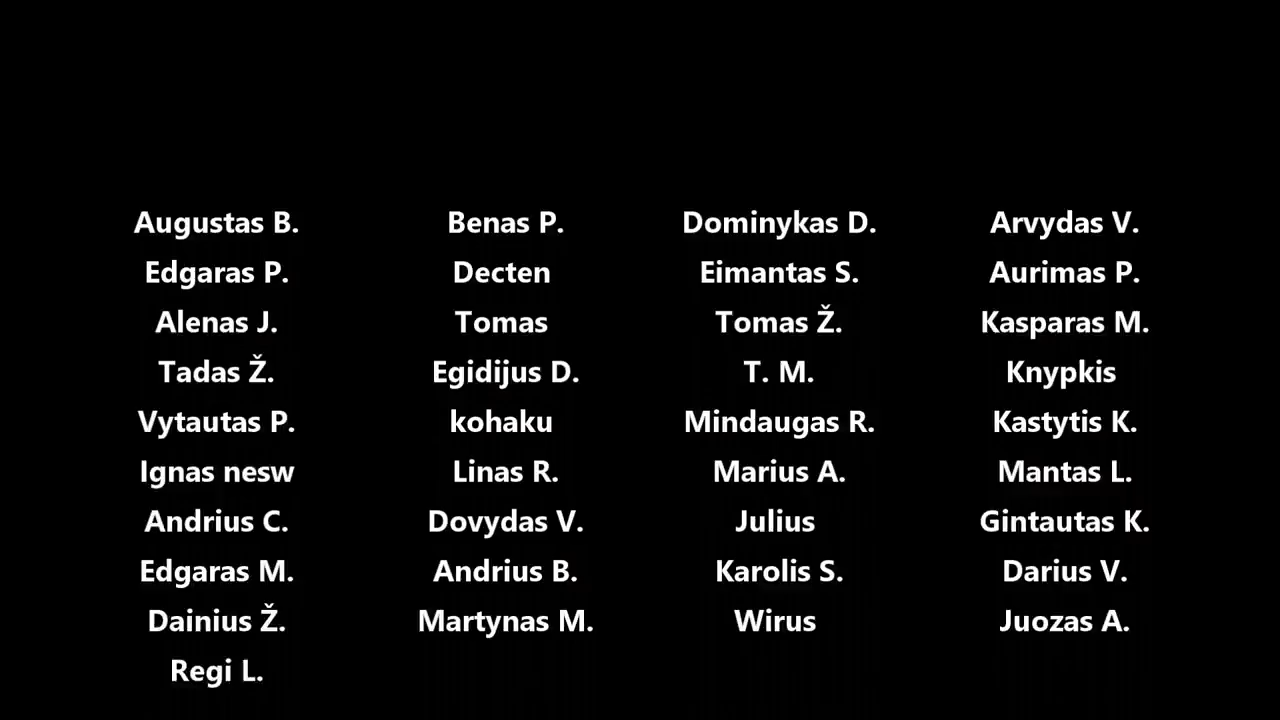 Augustas B. Benas P. Dominykas D. Arvydas V.
Edgaras P. Decten Eimantas S. Aurimas P.
Alenas J. Tomas Tomas Ž. Kasparas M.
Tadas Ž. Egidijus D. T. M. Knypkis
Vytautas P. kohaku Mindaugas R. Kastytis K.
Ignas nesw Linas R. Marius A. Mantas L.
Andrius C. Dovydas V. Julius Gintautas K.
Edgaras M. Andrius B. Karolis S. Darius V.
Dainius Ž. Martynas M. Wirus Juozas A.
Regi L.